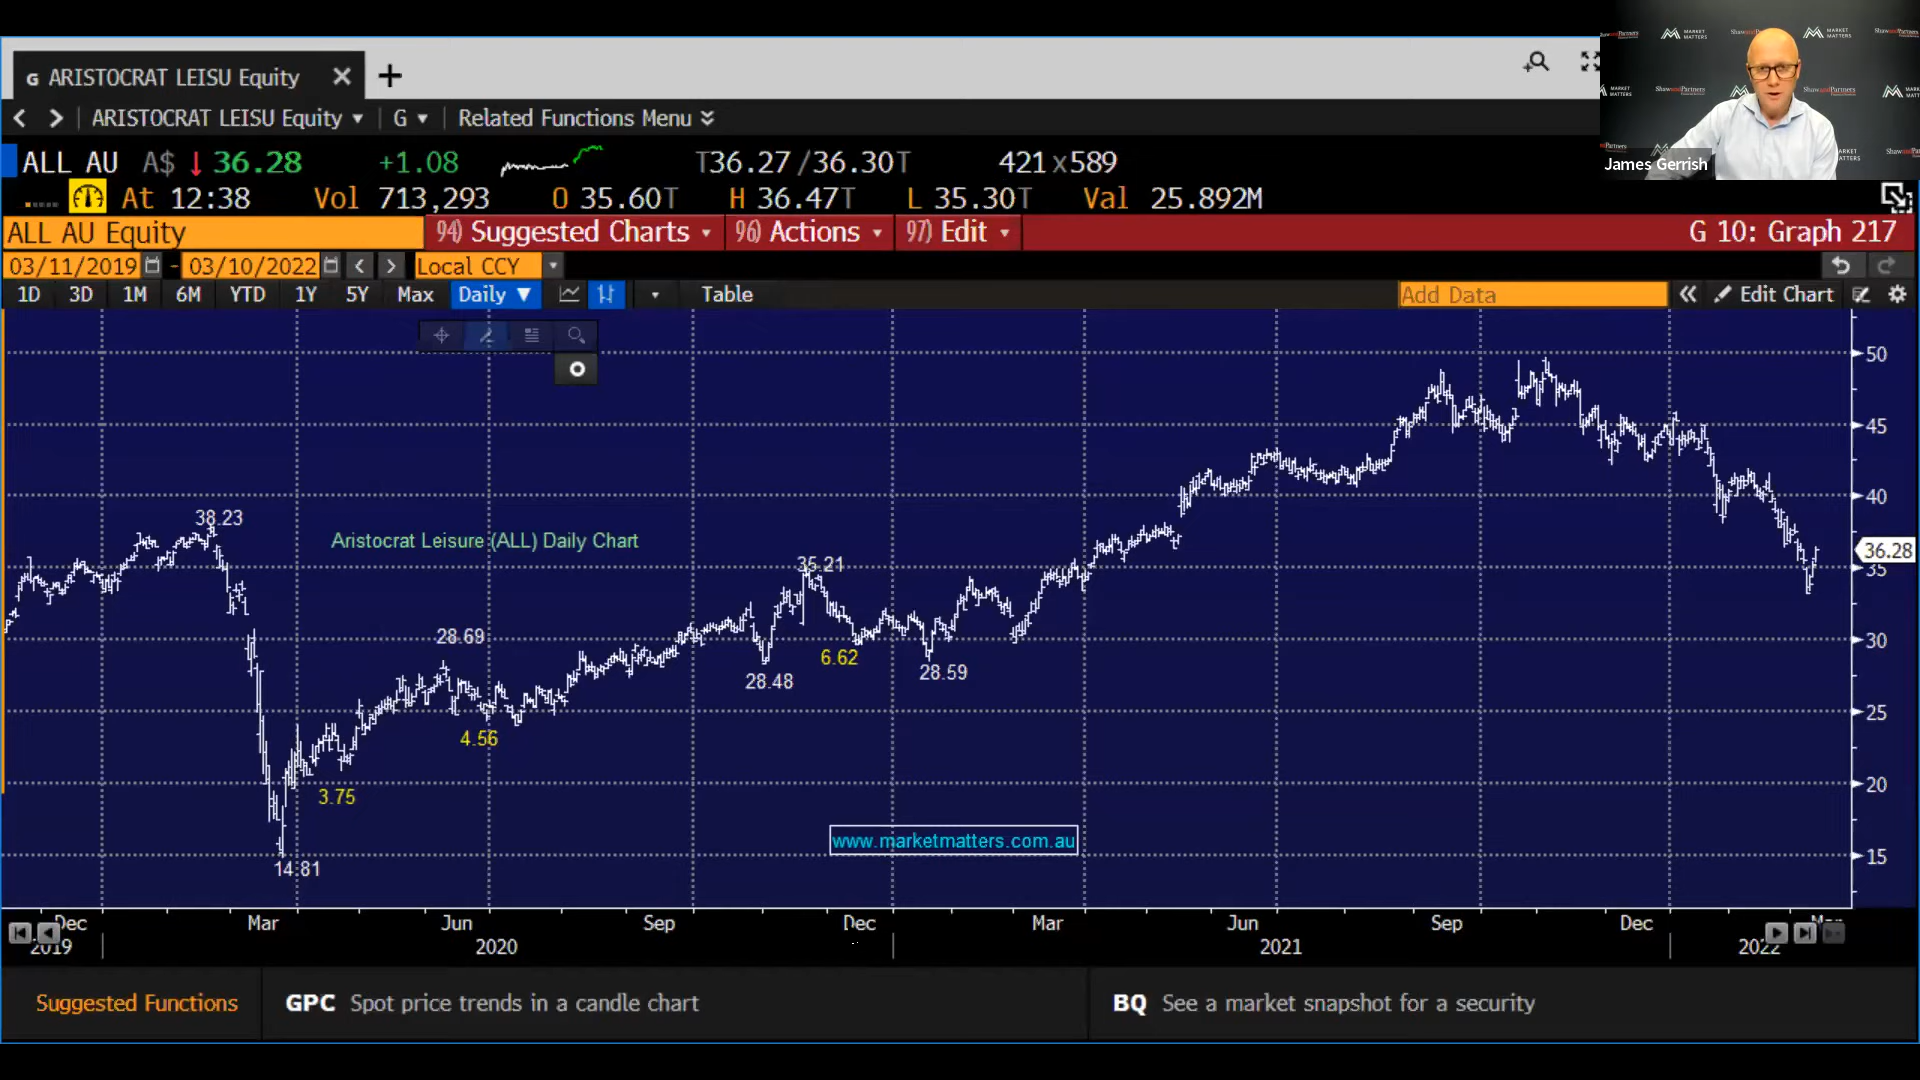 G ARISTOCRAT LEISU Equity
ARISTOCRAT LEISU Equity G Related Functions Menu
ALL AU A$ 36.28 +1.08 T36.27/36.30T 421x589
At 12:38 Vol 713,293 O 35.60T H 36.47T L 35.30T Val 25.892M
ALL AU Equity 94) Suggested Charts 96) Actions 97) Edit G 10: Graph 217
03/11/2019 - 03/10/2022 Local CCY
1D 3D 1M 6M YTD 1Y 5Y Max Daily Table Add Data Edit Chart
MARKET MATTERS
ShawandPartners
James Gerrish
50
45
40
36.28
35
30
25
20
15
38.23
Aristocrat Leisure (ALL) Daily Chart
35.21
28.69
6.62
28.48
28.59
4.56
3.75
www.marketmatters.com.au
14.81
Dec Mar Jun Sep Dec Mar Jun Sep Dec Mar
2019 2020 2021 2022
Suggested Functions GPC Spot price trends in a candle chart BQ See a market snapshot for a security